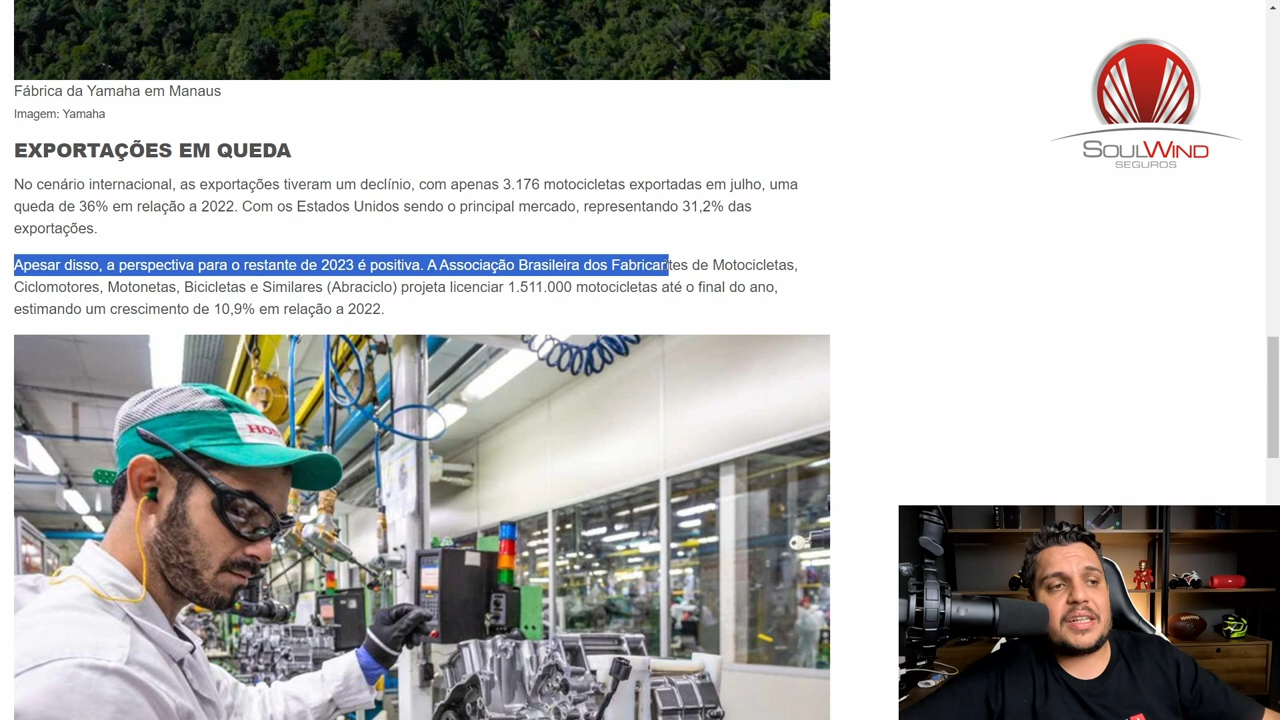 Fábrica da Yamaha em Manaus
Imagem: Yamaha
EXPORTAÇÕES EM QUEDA
No cenário internacional, as exportações tiveram um declínio, com apenas 3.176 motocicletas exportadas em julho, uma
queda de 36% em relação a 2022. Com os Estados Unidos sendo o principal mercado, representando 31,2% das
exportações.
Apesar disso, a perspectiva para o restante de 2023 é positiva. A Associação Brasileira dos Fabricantes de Motocicletas,
Ciclomotores, Motonetas, Bicicletas e Similares (Abraciclo) projeta licenciar 1.511.000 motocicletas até o final do ano,
estimando um crescimento de 10,9% em relação a 2022.
SOULWIND
SEGUROS